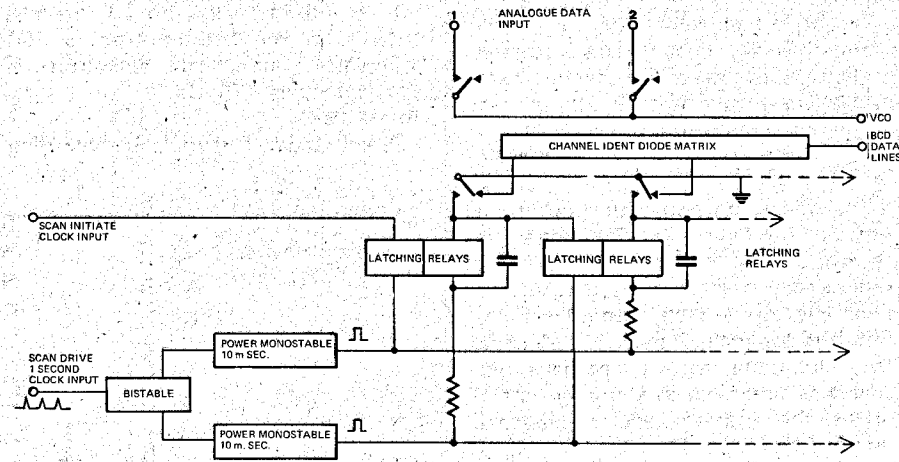 1
ANALOGUE DATA
INPUT
2
VCO
CHANNEL IDENT DIODE MATRIX
BCD
DATA
LINES
SCAN INITIATE
CLOCK INPUT
LATCHING RELAYS
LATCHING RELAYS
LATCHING
RELAYS
POWER MONOSTABLE
10 m SEC.
SCAN DRIVE
1 SECOND
CLOCK INPUT
BISTABLE
POWER MONOSTABLE
10 m SEC.